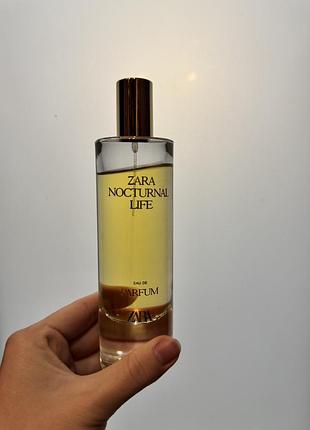 ZARA
NOCTURNAL
LIFE
EAU DE
PARFUM
ZARA